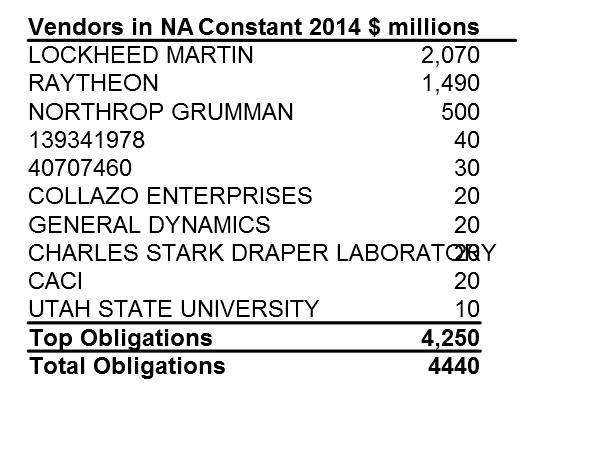 Vendors in NA Constant 2014 $ millions
LOCKHEED MARTIN 2,070
RAYTHEON 1,490
NORTHROP GRUMMAN 500
139341978 40
40707460 30
COLLAZO ENTERPRISES 20
GENERAL DYNAMICS 20
CHARLES STARK DRAPER LABORATORY 20
CACI 20
UTAH STATE UNIVERSITY 10
Top Obligations 4,250
Total Obligations 4440